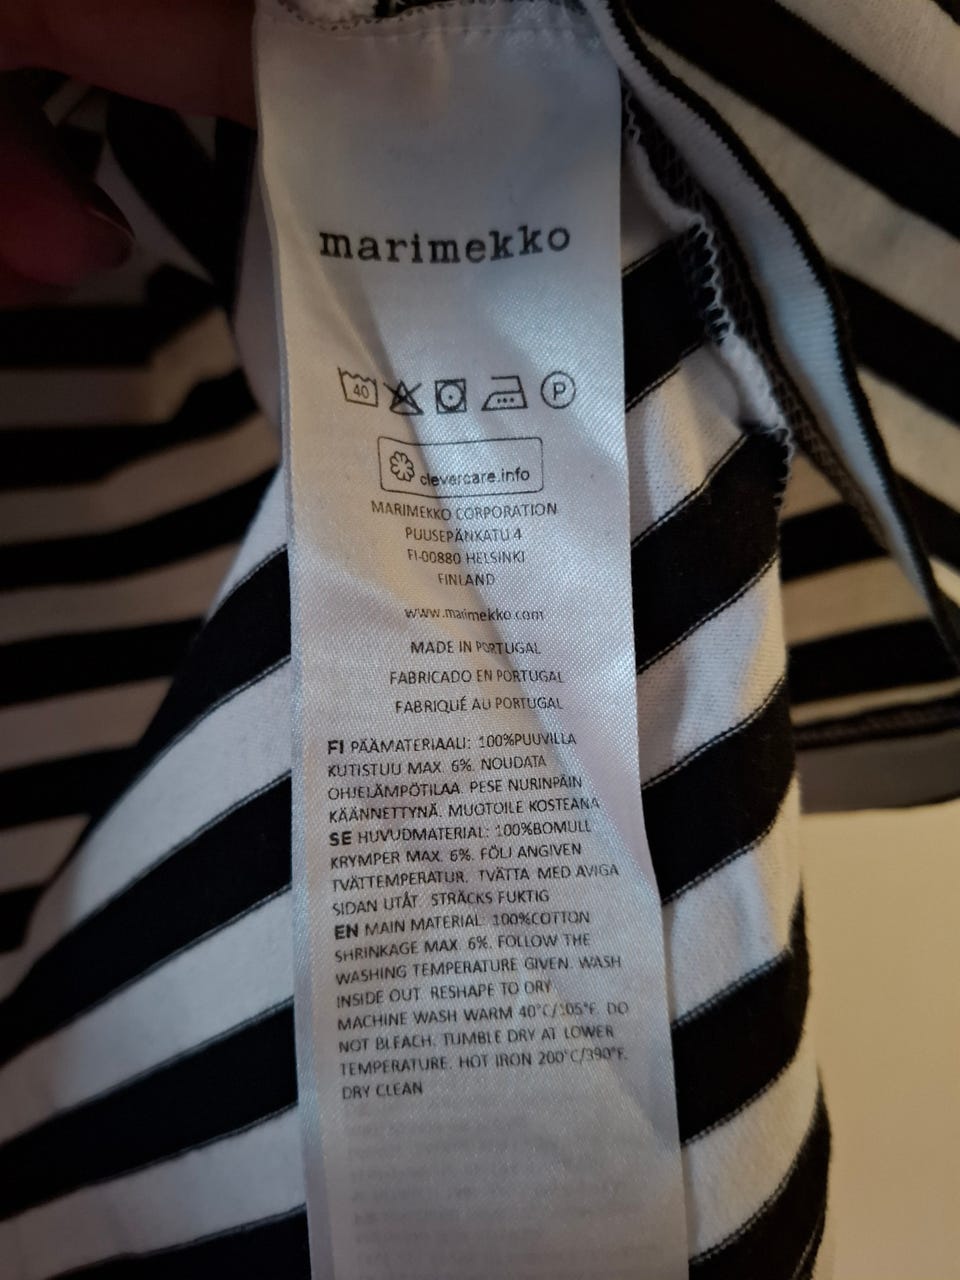 marimekko
40 P
clevercare.info
MARIMEKKO CORPORATION
PUUSEPÄNKATU 4
FI-00880 HELSINKI
FINLAND
www.marimekko.com
MADE IN PORTUGAL
FABRICADO EN PORTUGAL
FABRIQUÉ AU PORTUGAL
FI PÄÄMATERIAALI: 100%PUUVILLA
KUTISTUU MAX. 6%. NOUDATA
OHJELÄMPÖTILAA. PESE NURINPÄIN
KÄÄNNETTYNÄ. MUOTOILE KOSTEANA
SE HUVUDMATERIAL: 100%BOMULL
KRYMPER MAX. 6%. FÖLJ ANGIVEN
TVÄTTEMPERATUR. TVÄTTA MED AVIGA
SIDAN UTÅT. STRÄCKS FUKTIG
EN MAIN MATERIAL: 100%COTTON
SHRINKAGE MAX. 6%. FOLLOW THE
WASHING TEMPERATURE GIVEN. WASH
INSIDE OUT. RESHAPE TO DRY
MACHINE WASH WARM 40°C/105°F. DO
NOT BLEACH. TUMBLE DRY AT LOWER
TEMPERATURE. HOT IRON 200°C/390°F.
DRY CLEAN